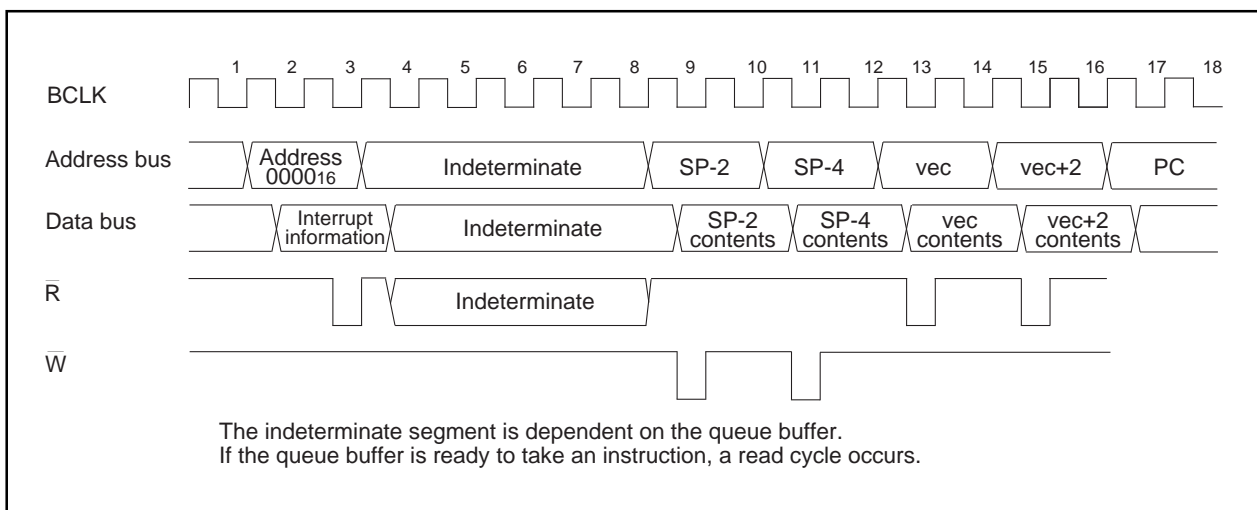 1 2 3 4 5 6 7 8 9 10 11 12 13 14 15 16 17 18
BCLK
Address bus
Address
000016
Indeterminate
SP-2
SP-4
vec
vec+2
PC
Data bus
Interrupt
information
Indeterminate
SP-2
contents
SP-4
contents
vec
contents
vec+2
contents
R
Indeterminate
W
The indeterminate segment is dependent on the queue buffer.
If the queue buffer is ready to take an instruction, a read cycle occurs.